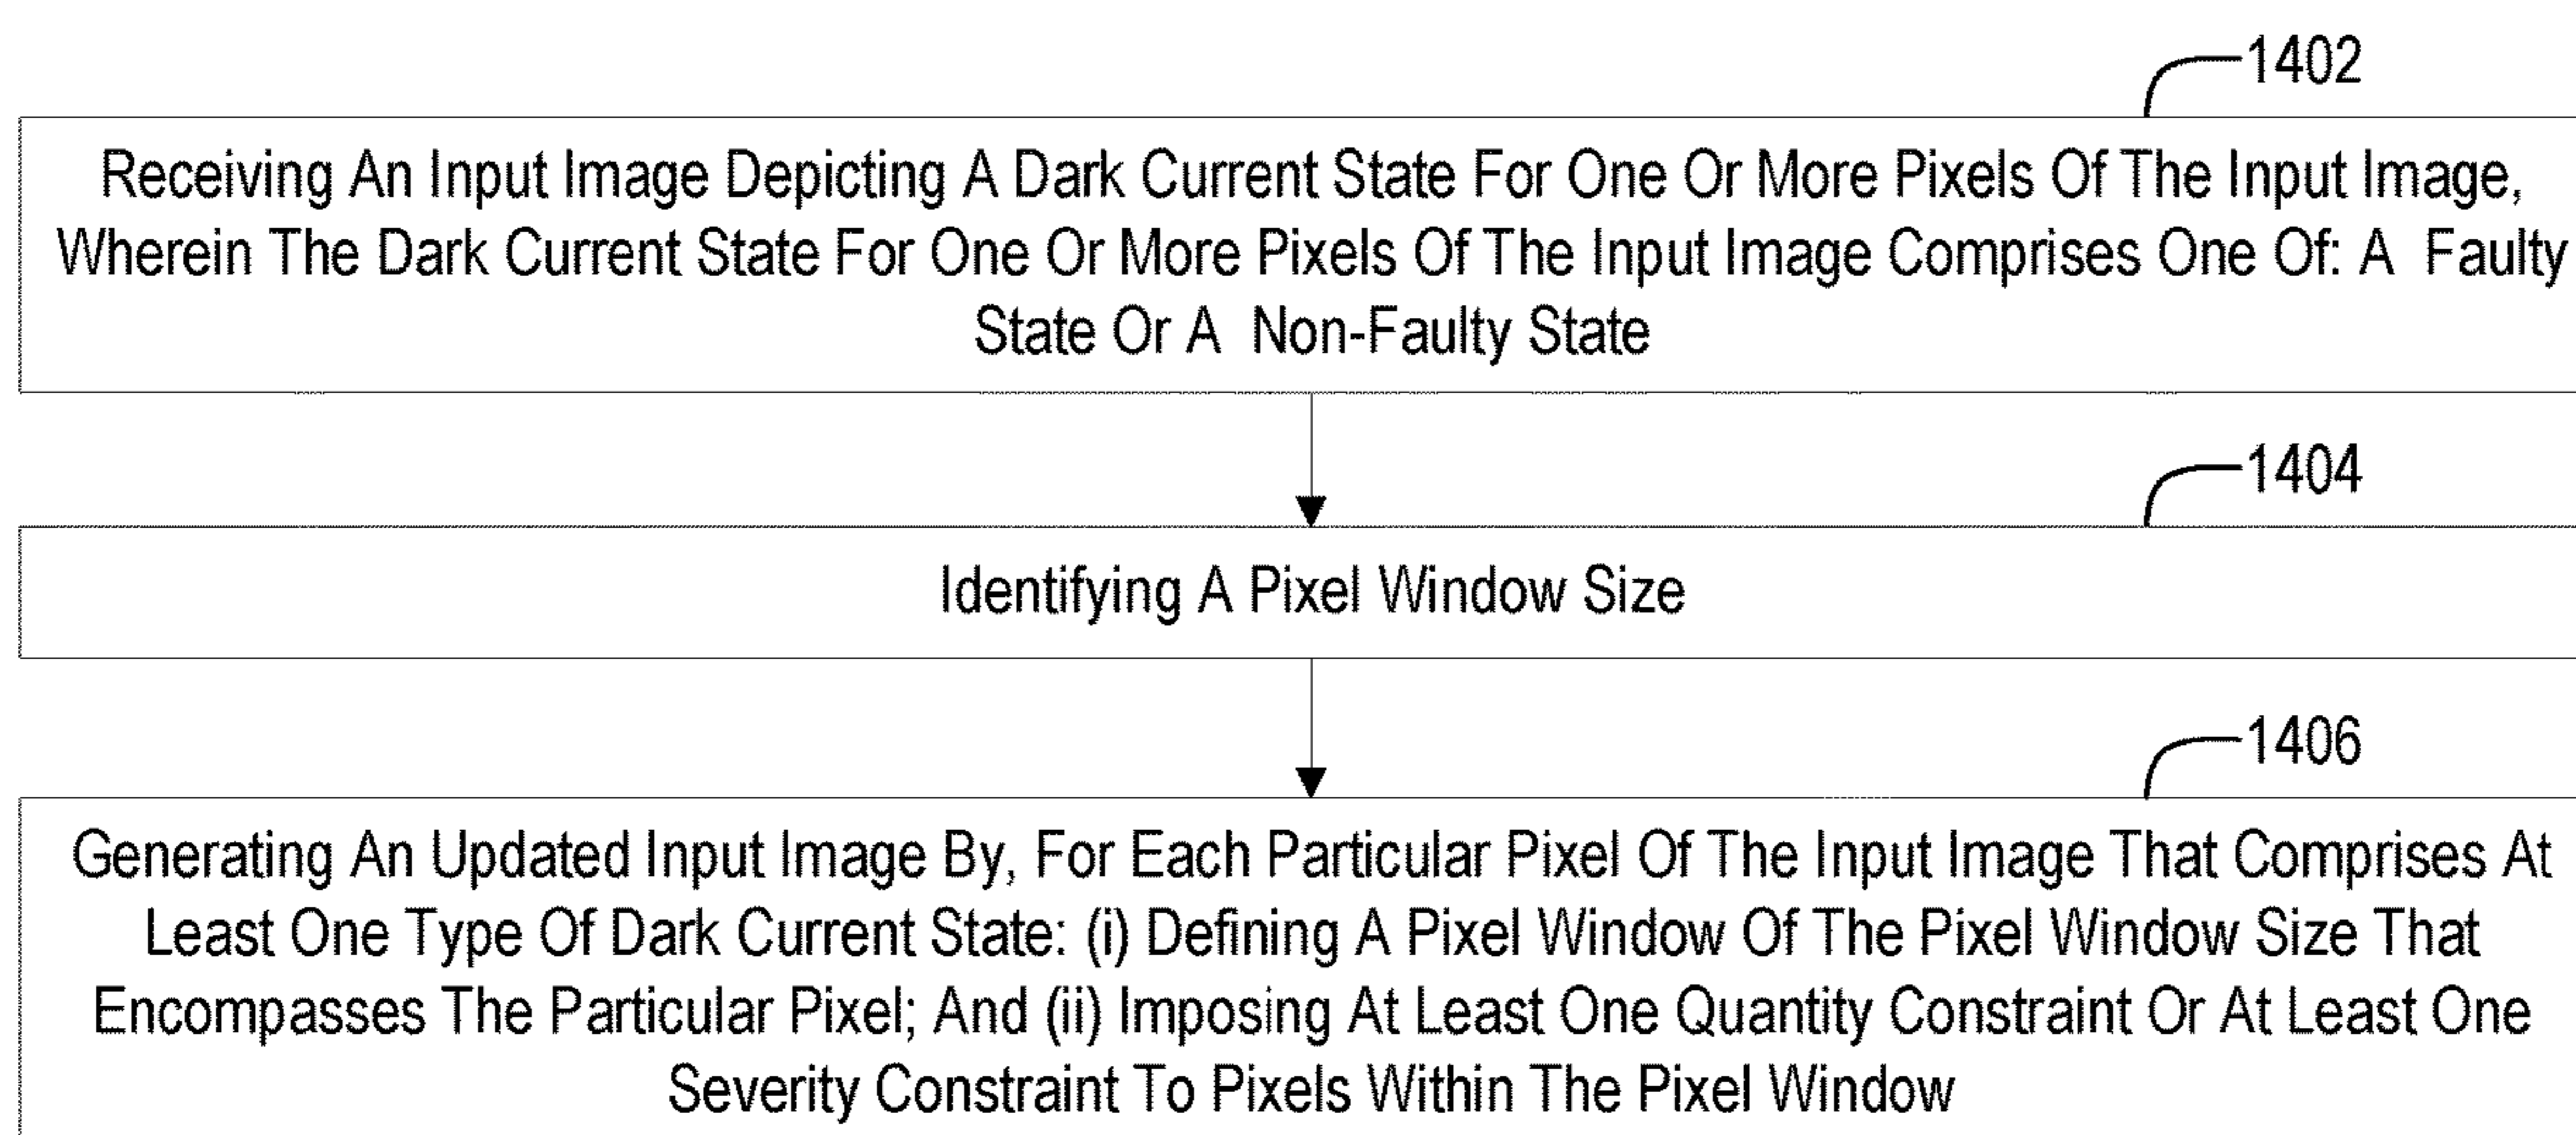 1402
Receiving An Input Image Depicting A Dark Current State For One Or More Pixels Of The Input Image,
Wherein The Dark Current State For One Or More Pixels Of The Input Image Comprises One Of: A Faulty
State Or A Non-Faulty State
1404
Identifying A Pixel Window Size
1406
Generating An Updated Input Image By, For Each Particular Pixel Of The Input Image That Comprises At
Least One Type Of Dark Current State: (i) Defining A Pixel Window Of The Pixel Window Size That
Encompasses The Particular Pixel; And (ii) Imposing At Least One Quantity Constraint Or At Least One
Severity Constraint To Pixels Within The Pixel Window